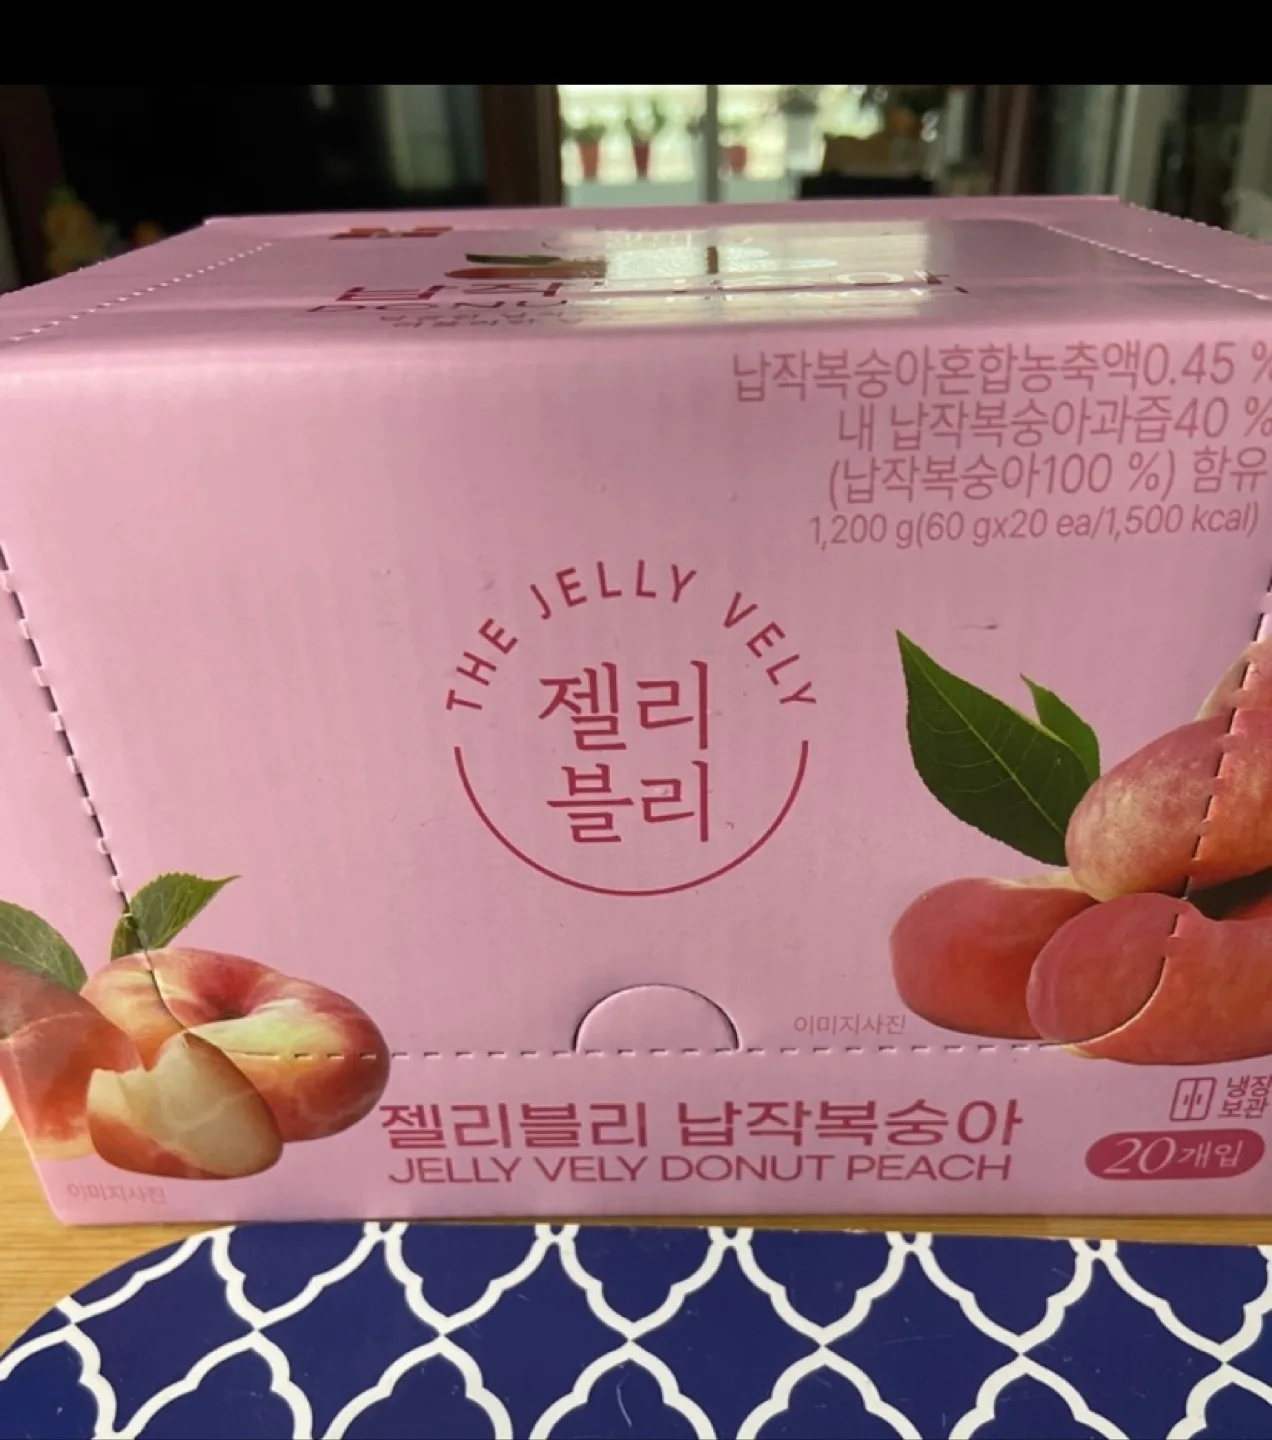 납작복숭아혼합농축액0.45 %
내 납작복숭아과즙40 %
(납작복숭아100 %) 함유
1,200 g(60 gx20 ea/1,500 kcal)
THE JELLY VELY
젤리
블리
이미지사진
냉장
보관
젤리블리 납작복숭아
JELLY VELY DONUT PEACH
20개입
이미지사진